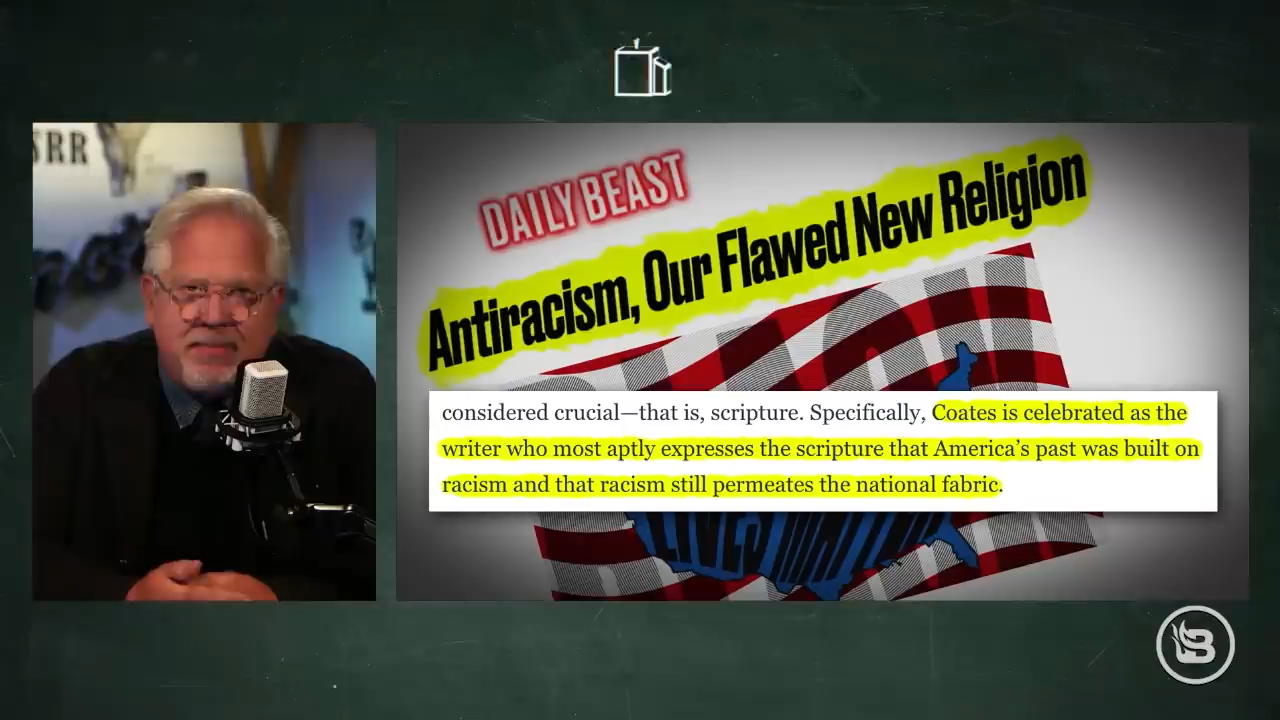 SRR
DAILY BEAST
Antiracism, Our Flawed New Religion
considered crucial—that is, scripture. Specifically, Coates is celebrated as the
writer who most aptly expresses the scripture that America's past was built on
racism and that racism still permeates the national fabric.
LIVES
B